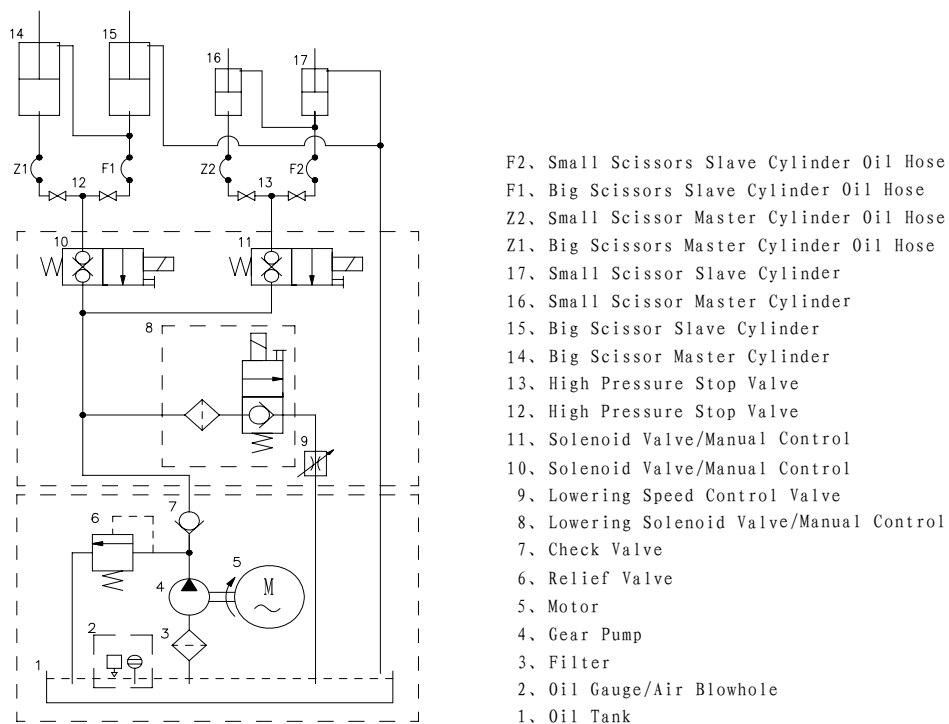 14
15
16
17
Z1
F1
Z2
F2
12
13
10
11
8
9
7
6
5
4
M
3
2
1
F2、Small Scissors Slave Cylinder Oil Hose
F1、Big Scissors Slave Cylinder Oil Hose
Z2、Small Scissor Master Cylinder Oil Hose
Z1、Big Scissors Master Cylinder Oil Hose
17、Small Scissor Slave Cylinder
16、Small Scissor Master Cylinder
15、Big Scissor Slave Cylinder
14、Big Scissor Master Cylinder
13、High Pressure Stop Valve
12、High Pressure Stop Valve
11、Solenoid Valve/Manual Control
10、Solenoid Valve/Manual Control
9、Lowering Speed Control Valve
8、Lowering Solenoid Valve/Manual Control
7、Check Valve
6、Relief Valve
5、Motor
4、Gear Pump
3、Filter
2、Oil Gauge/Air Blowhole
1、Oil Tank